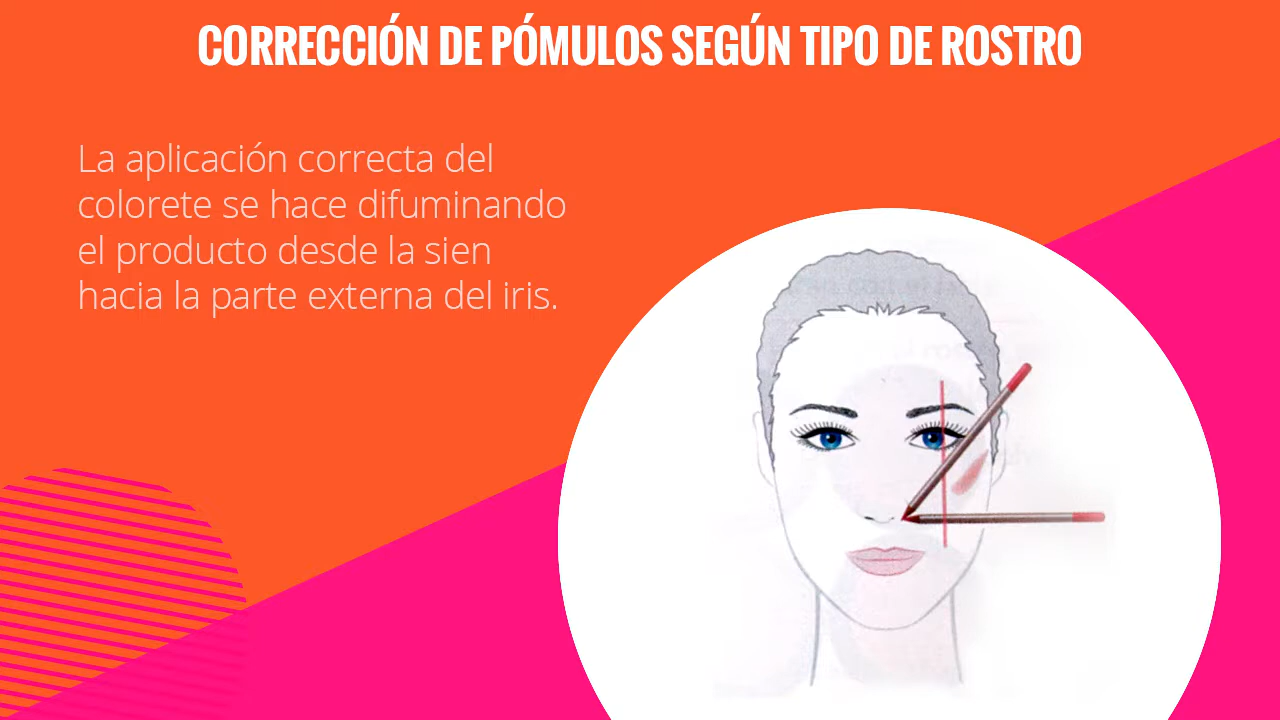 CORRECCIÓN DE PÓMULOS SEGÚN TIPO DE ROSTRO
La aplicación correcta del
colorete se hace difuminando
el producto desde la sien
hacia la parte externa del iris.